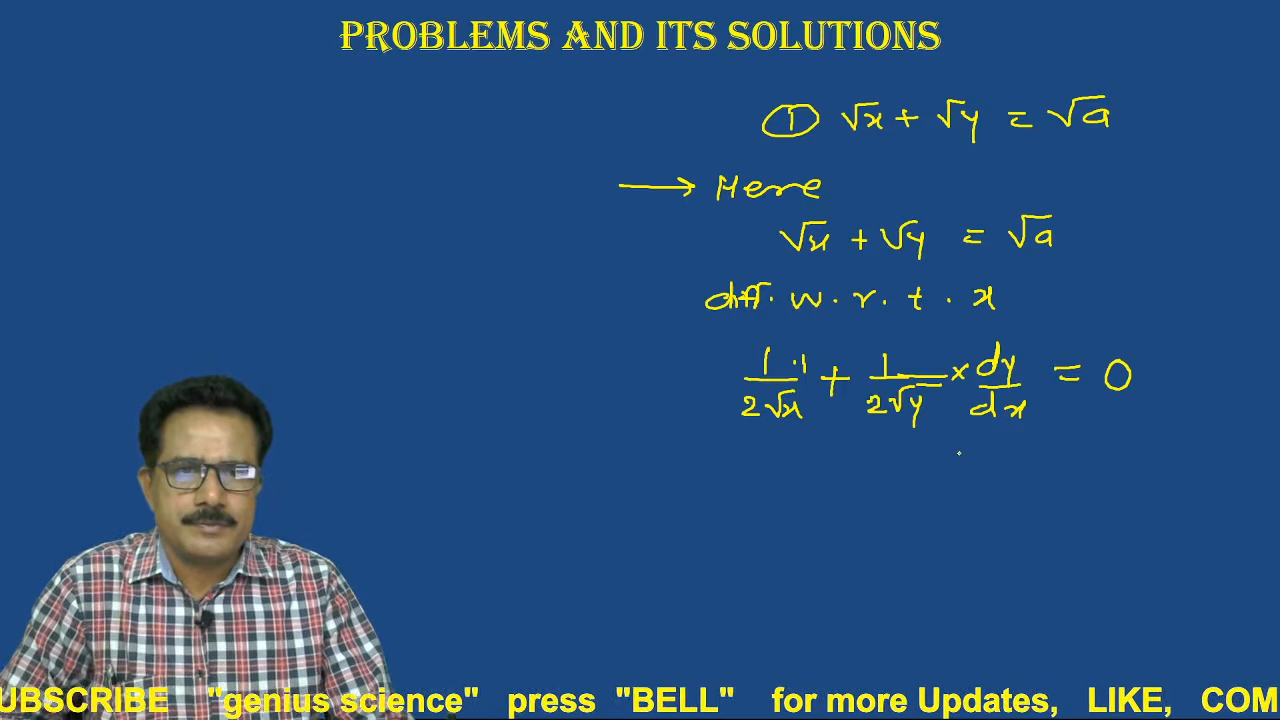 PROBLEMS AND ITS SOLUTIONS
① √x + √y = √a
→ Here
√x + √y = √a
diff. w.r.t. x
1/(2√x) · 1 + 1/(2√y) × dy/dx = 0
UBSCRIBE "genius science" press "BELL" for more Updates, LIKE, COM